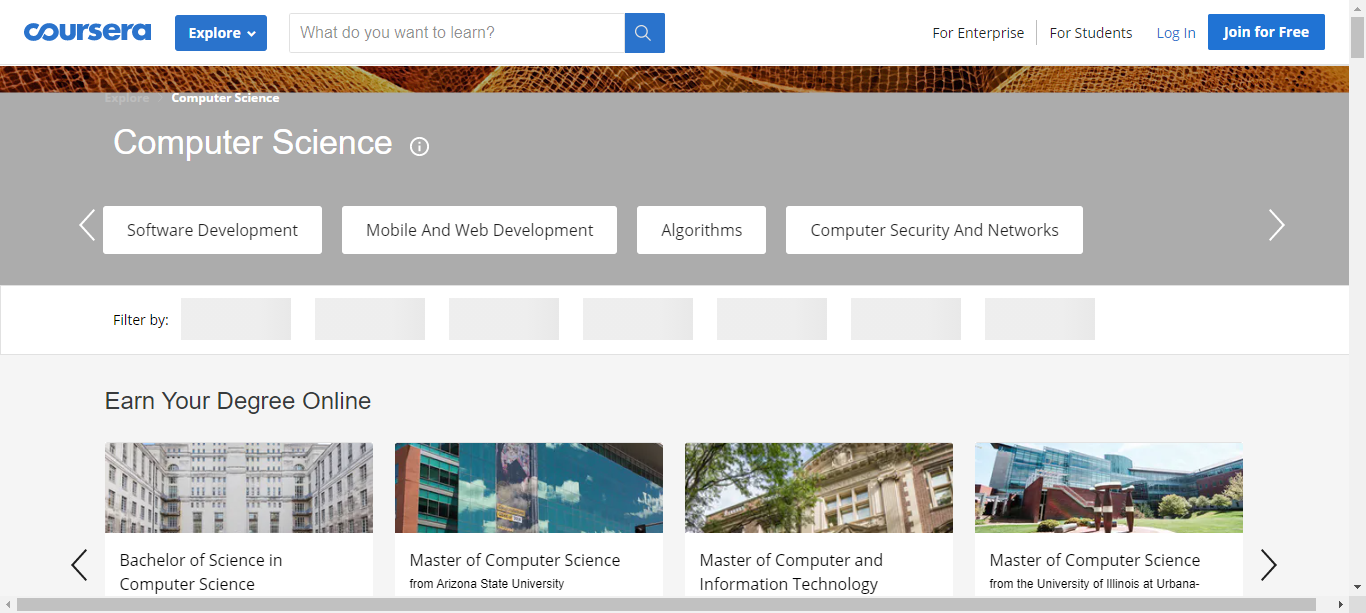 coursera
Explore
What do you want to learn?
For Enterprise
For Students
Log In
Join for Free
Explore
Computer Science
Computer Science
Software Development
Mobile And Web Development
Algorithms
Computer Security And Networks
Filter by:
Earn Your Degree Online
Bachelor of Science in
Computer Science
Master of Computer Science
from Arizona State University
Master of Computer and
Information Technology
Master of Computer Science
from the University of Illinois at Urbana-